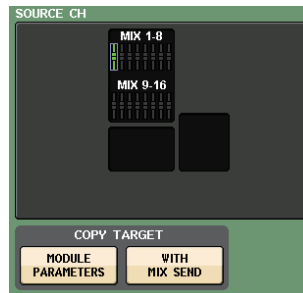 SOURCE CH
MIX 1-8
MIX 9-16
COPY TARGET
MODULE
PARAMETERS
WITH
MIX SEND